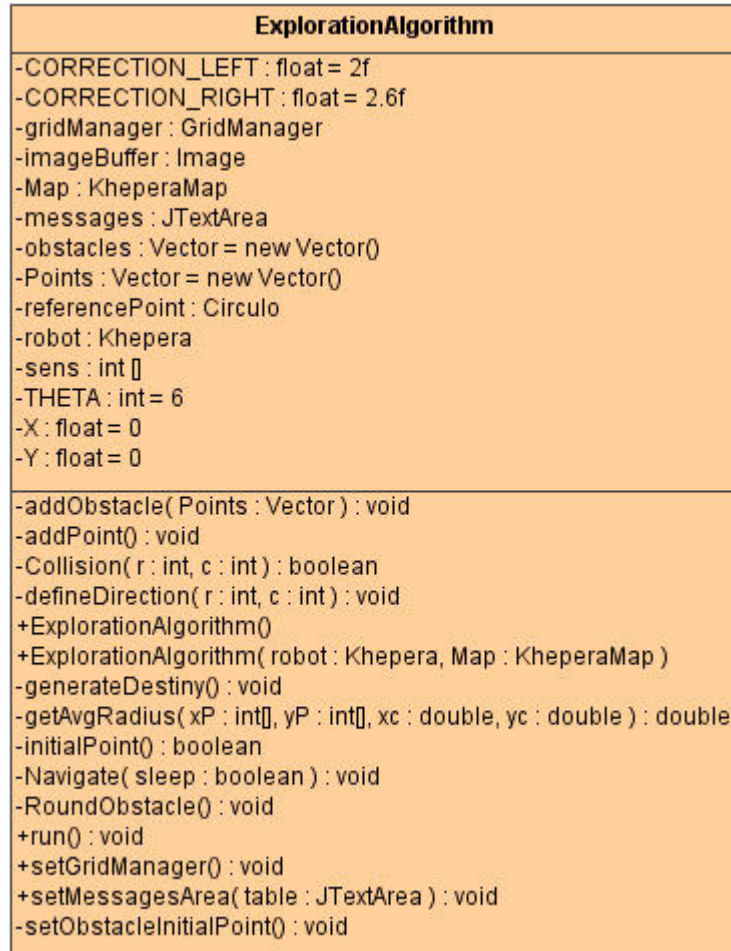 ExplorationAlgorithm
-CORRECTION_LEFT : float = 2f
-CORRECTION_RIGHT : float = 2.6f
-gridManager : GridManager
-imageBuffer : Image
-Map : KheperaMap
-messages : JTextArea
-obstacles : Vector = new Vector()
-Points : Vector = new Vector()
-referencePoint : Circulo
-robot : Khepera
-sens : int []
-THETA : int = 6
-X : float = 0
-Y : float = 0
-addObstacle( Points : Vector ) : void
-addPoint() : void
-Collision( r : int, c : int ) : boolean
-defineDirection( r : int, c : int ) : void
+ExplorationAlgorithm()
+ExplorationAlgorithm( robot : Khepera, Map : KheperaMap )
-generateDestiny() : void
-getAvgRadius( xP : int[], yP : int[], xc : double, yc : double ) : double
-initialPoint() : boolean
-Navigate( sleep : boolean ) : void
-RoundObstacle() : void
+run() : void
+setGridManager() : void
+setMessagesArea( table : JTextArea ) : void
-setObstacleInitialPoint() : void